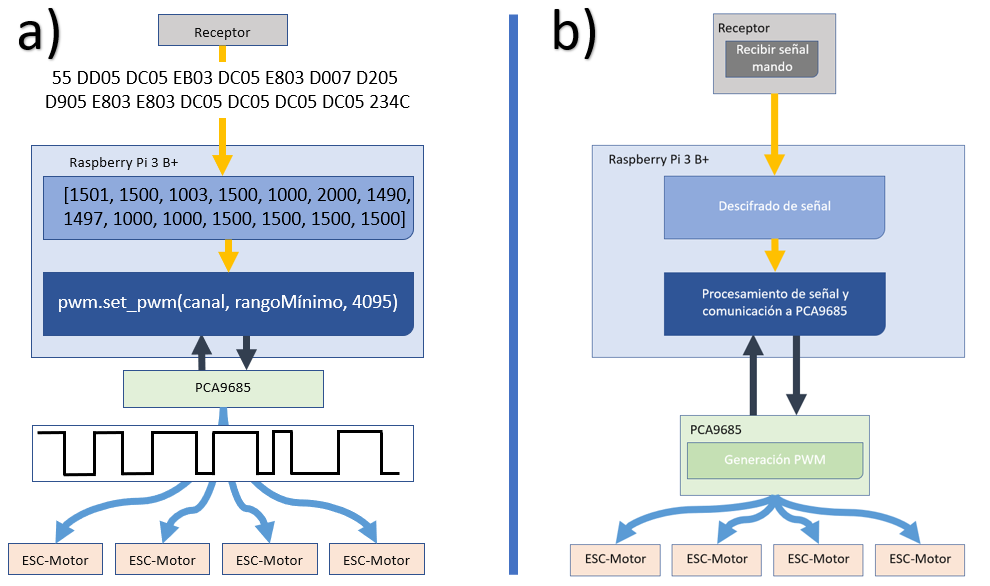 a)
Receptor
55 DD05 DC05 EB03 DC05 E803 D007 D205
D905 E803 E803 DC05 DC05 DC05 DC05 234C
Raspberry Pi 3 B+
[1501, 1500, 1003, 1500, 1000, 2000, 1490,
1497, 1000, 1000, 1500, 1500, 1500, 1500]
pwm.set_pwm(canal, rangoMínimo, 4095)
PCA9685
ESC-Motor
ESC-Motor
ESC-Motor
ESC-Motor
b)
Receptor
Recibir señal
mando
Raspberry Pi 3 B+
Descifrado de señal
Procesamiento de señal y
comunicación a PCA9685
PCA9685
Generación PWM
ESC-Motor
ESC-Motor
ESC-Motor
ESC-Motor